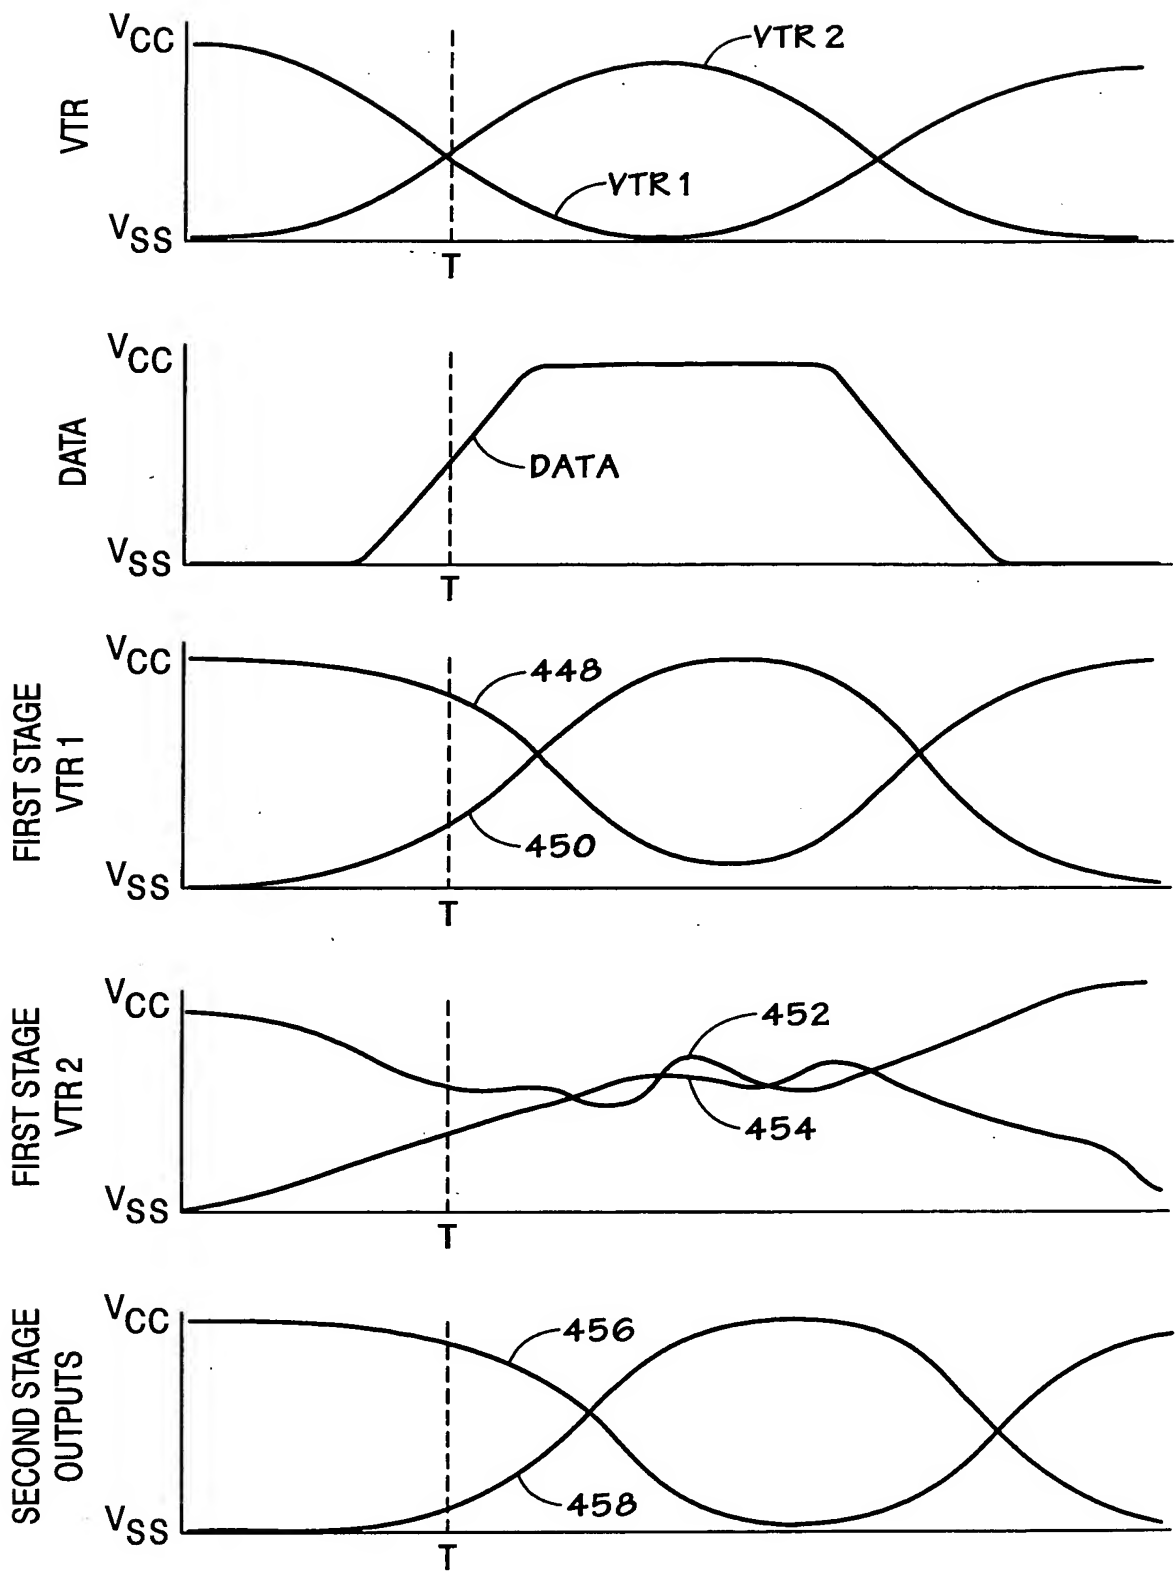 VCC
VTR 2
VTR
VTR 1
VSS
T
VCC
DATA
DATA
VSS
T
VCC
448
FIRST STAGE
VTR 1
450
VSS
T
VCC
452
FIRST STAGE
VTR 2
454
VSS
T
VCC
456
SECOND STAGE
OUTPUTS
458
VSS
T